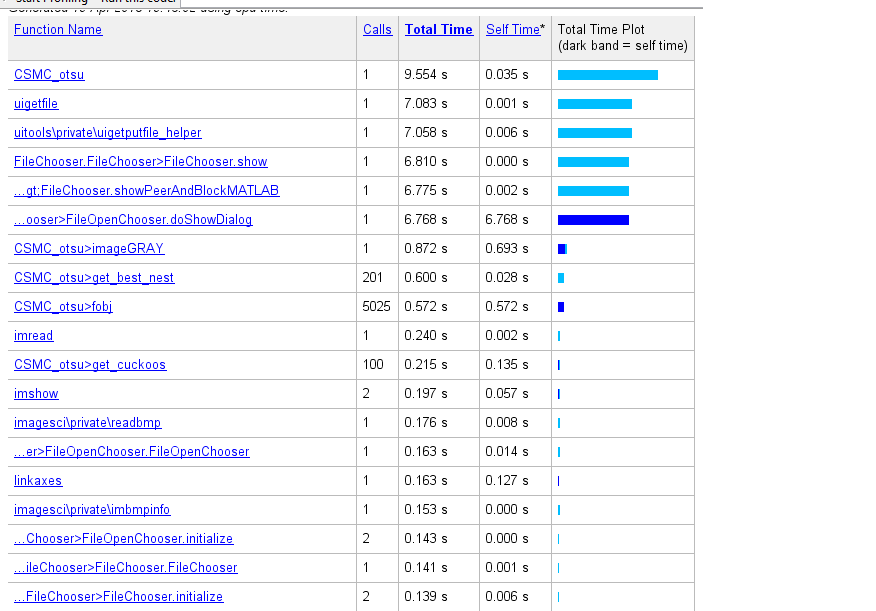 Function Name Calls Total Time Self Time* Total Time Plot
(dark band = self time)
CSMC_otsu 1 9.554 s 0.035 s
uigetfile 1 7.083 s 0.001 s
uitools\private\uigetputfile_helper 1 7.058 s 0.006 s
FileChooser.FileChooser>FileChooser.show 1 6.810 s 0.000 s
...gt;FileChooser.showPeerAndBlockMATLAB 1 6.775 s 0.002 s
...ooser>FileOpenChooser.doShowDialog 1 6.768 s 6.768 s
CSMC_otsu>imageGRAY 1 0.872 s 0.693 s
CSMC_otsu>get_best_nest 201 0.600 s 0.028 s
CSMC_otsu>fobj 5025 0.572 s 0.572 s
imread 1 0.240 s 0.002 s
CSMC_otsu>get_cuckoos 100 0.215 s 0.135 s
imshow 2 0.197 s 0.057 s
imagesci\private\readbmp 1 0.176 s 0.008 s
...er>FileOpenChooser.FileOpenChooser 1 0.163 s 0.014 s
linkaxes 1 0.163 s 0.127 s
imagesci\private\imbmpinfo 1 0.153 s 0.000 s
...Chooser>FileOpenChooser.initialize 2 0.143 s 0.000 s
...ileChooser>FileChooser.FileChooser 1 0.141 s 0.001 s
...FileChooser>FileChooser.initialize 2 0.139 s 0.006 s